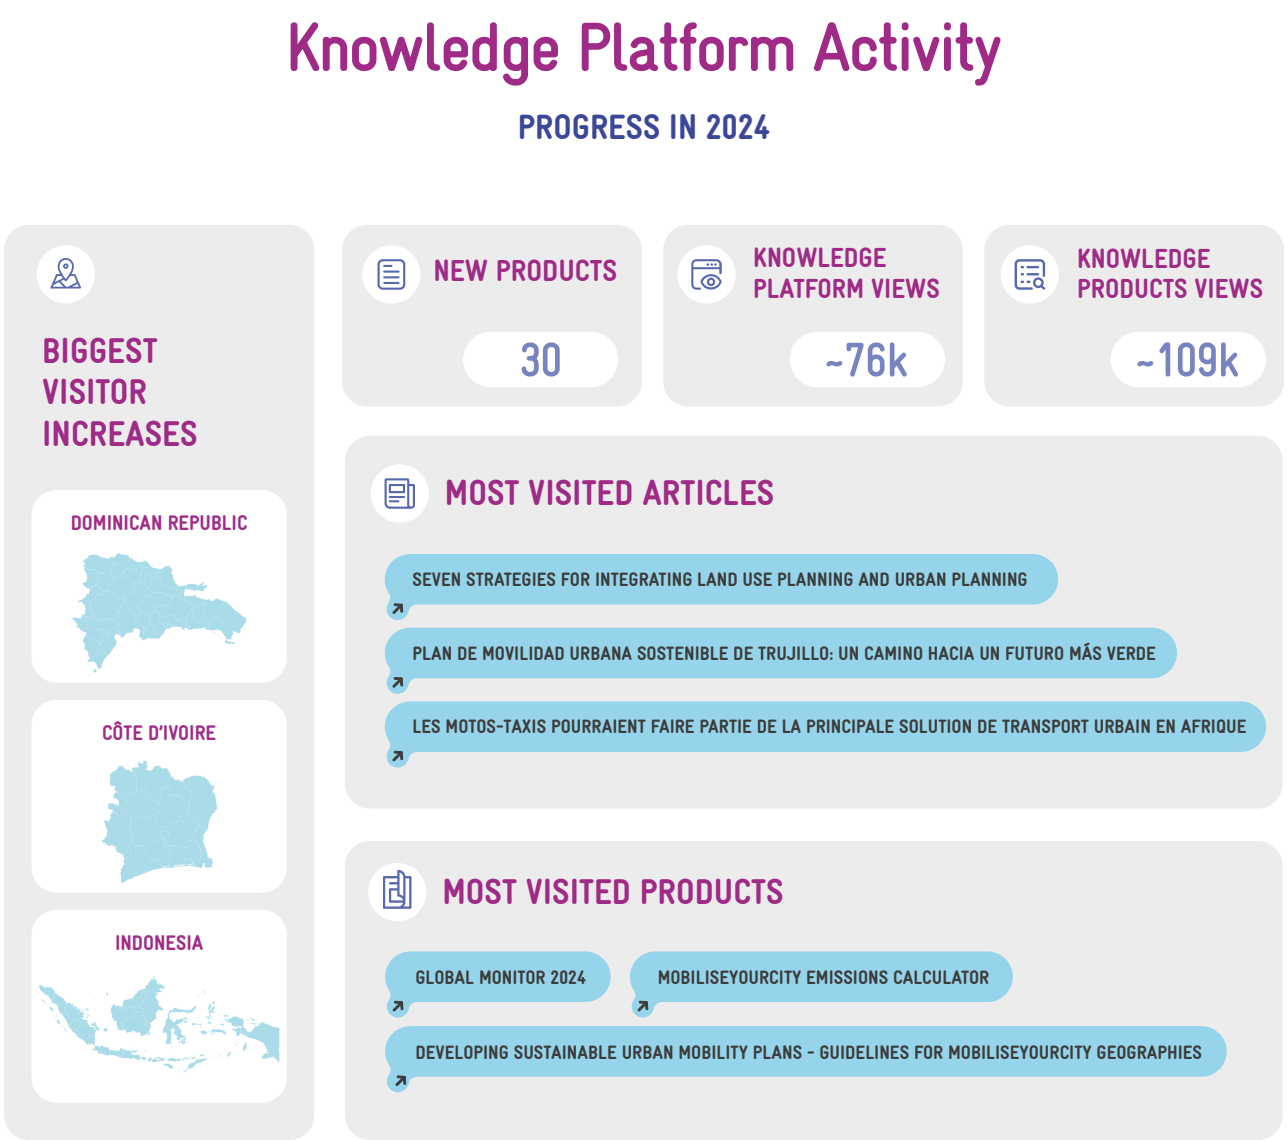 Knowledge Platform Activity
PROGRESS IN 2024
BIGGEST
VISITOR
INCREASES
DOMINICAN REPUBLIC
CÔTE D'IVOIRE
INDONESIA
NEW PRODUCTS
30
KNOWLEDGE
PLATFORM VIEWS
~76k
KNOWLEDGE
PRODUCTS VIEWS
~109k
MOST VISITED ARTICLES
SEVEN STRATEGIES FOR INTEGRATING LAND USE PLANNING AND URBAN PLANNING
PLAN DE MOVILIDAD URBANA SOSTENIBLE DE TRUJILLO: UN CAMINO HACIA UN FUTURO MÁS VERDE
LES MOTOS-TAXIS POURRAIENT FAIRE PARTIE DE LA PRINCIPALE SOLUTION DE TRANSPORT URBAIN EN AFRIQUE
MOST VISITED PRODUCTS
GLOBAL MONITOR 2024
MOBILISEYOURCITY EMISSIONS CALCULATOR
DEVELOPING SUSTAINABLE URBAN MOBILITY PLANS - GUIDELINES FOR MOBILISEYOURCITY GEOGRAPHIES